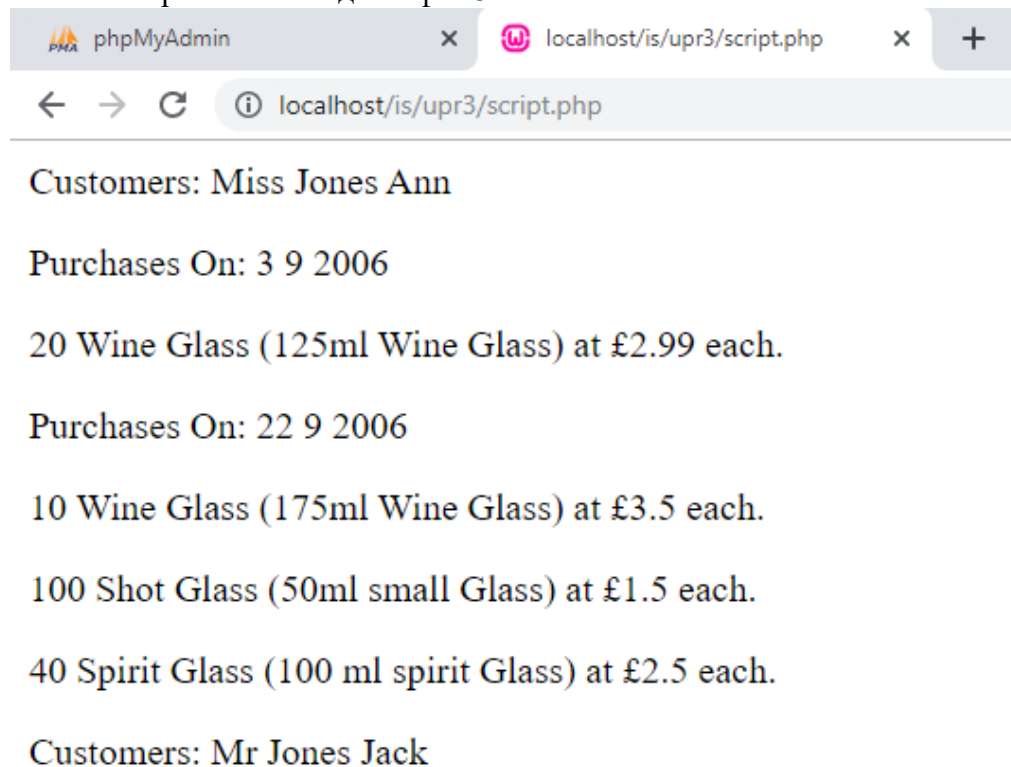 phpMyAdmin
localhost/is/upr3/script.php
localhost/is/upr3/script.php
Customers: Miss Jones Ann
Purchases On: 3 9 2006
20 Wine Glass (125ml Wine Glass) at £2.99 each.
Purchases On: 22 9 2006
10 Wine Glass (175ml Wine Glass) at £3.5 each.
100 Shot Glass (50ml small Glass) at £1.5 each.
40 Spirit Glass (100 ml spirit Glass) at £2.5 each.
Customers: Mr Jones Jack